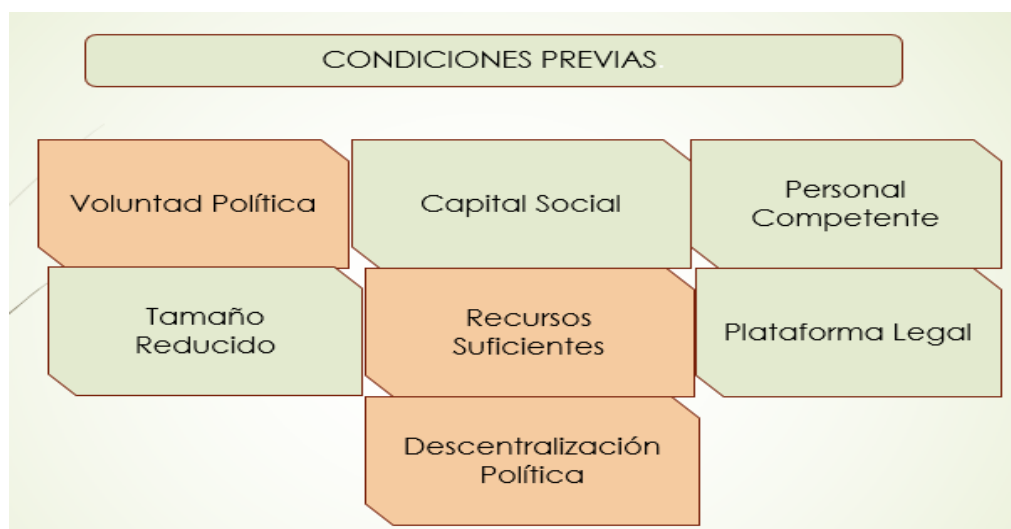 CONDICIONES PREVIAS.
Voluntad Política
Capital Social
Personal
Competente
Tamaño
Reducido
Recursos
Suficientes
Plataforma Legal
Descentralización
Política